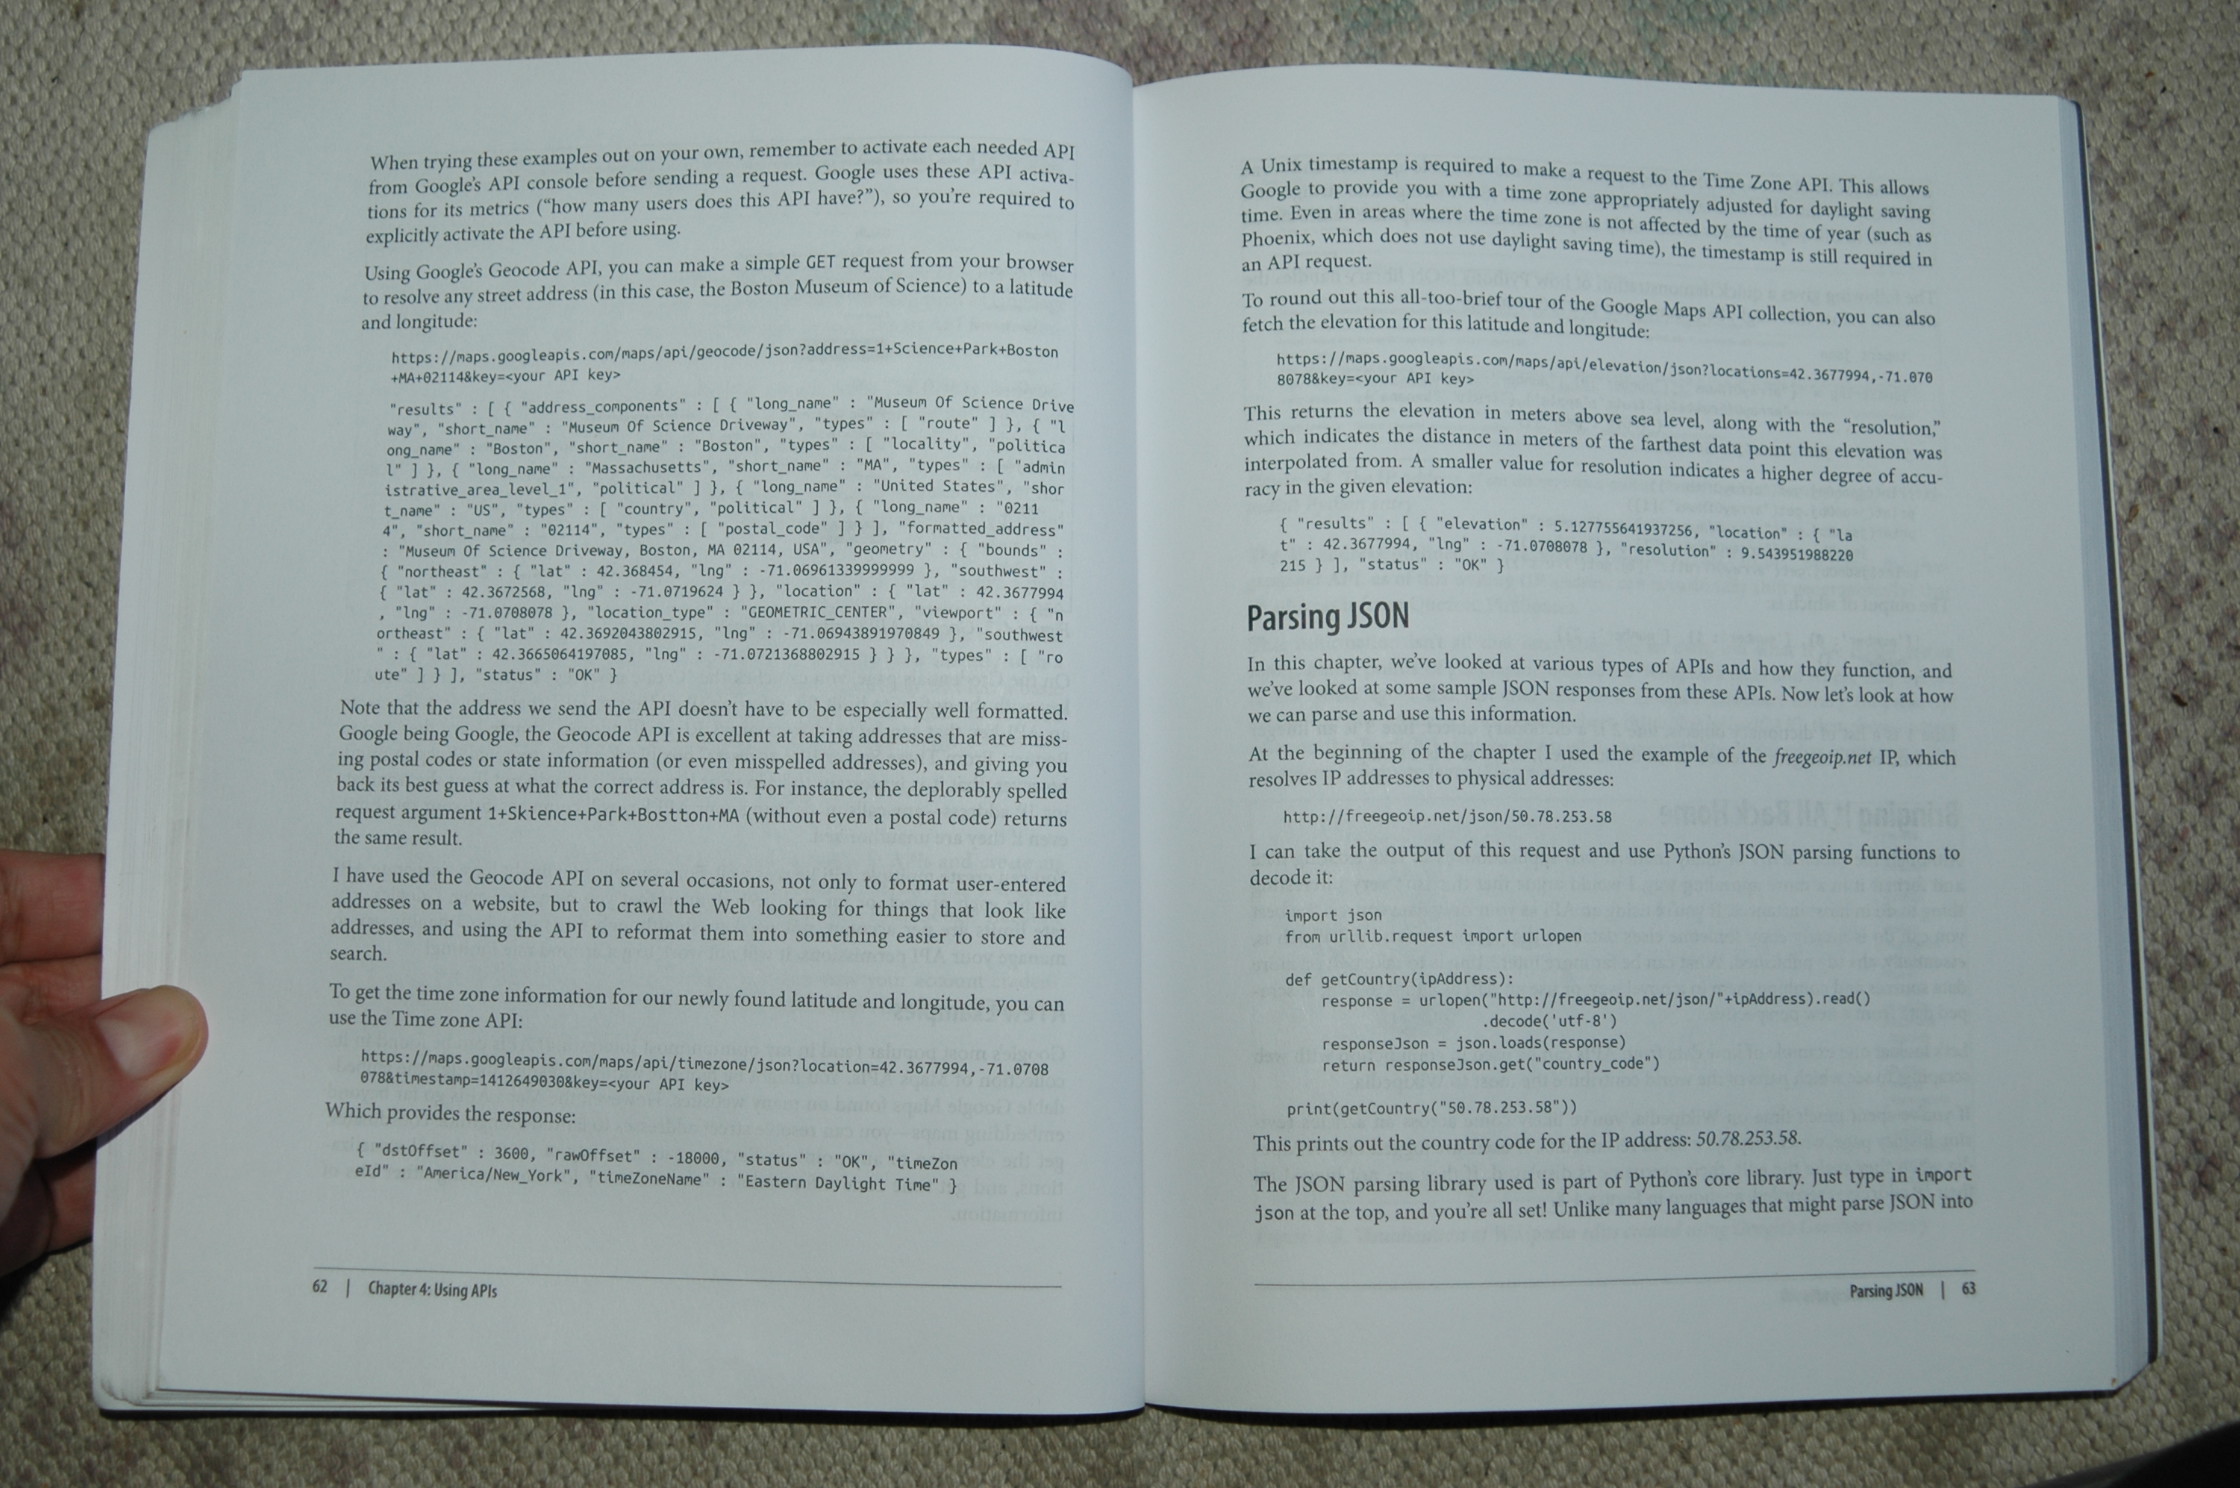 When trying these examples out on your own, remember to activate each needed API
from Google's API console before sending a request. Google uses these API activa-
tions for its metrics (“how many users does this API have?”), so you're required to
explicitly activate the API before using.
Using Google's Geocode API, you can make a simple GET request from your browser
to resolve any street address (in this case, the Boston Museum of Science) to a latitude
and longitude:
https://maps.googleapis.com/maps/api/geocode/json?address=1+Science+Park+Boston
+MA+02114&key=<your API key>
"results" : [ { "address_components" : [ { "long_name" : "Museum Of Science Drive
way", "short_name" : "Museum Of Science Driveway", "types" : [ "route" ] }, { "l
ong_name" : "Boston", "short_name" : "Boston", "types" : [ "locality", "politica
l" ] }, { "long_name" : "Massachusetts", "short_name" : "MA", "types" : [ "admin
istrative_area_level_1", "political" ] }, { "long_name" : "United States", "shor
t_name" : "US", "types" : [ "country", "political" ] }, { "long_name" : "0211
4", "short_name" : "02114", "types" : [ "postal_code" ] } ], "formatted_address"
: "Museum Of Science Driveway, Boston, MA 02114, USA", "geometry" : { "bounds" :
{ "northeast" : { "lat" : 42.368454, "lng" : -71.06961339999999 }, "southwest" :
{ "lat" : 42.3672568, "lng" : -71.0719624 } }, "location" : { "lat" : 42.3677994
, "lng" : -71.0708078 }, "location_type" : "GEOMETRIC_CENTER", "viewport" : { "n
ortheast" : { "lat" : 42.3692043802915, "lng" : -71.06943891970849 }, "southwest
" : { "lat" : 42.3665064197085, "lng" : -71.0721368802915 } } }, "types" : [ "ro
ute" ] } ], "status" : "OK" }
Note that the address we send the API doesn't have to be especially well formatted.
Google being Google, the Geocode API is excellent at taking addresses that are miss-
ing postal codes or state information (or even misspelled addresses), and giving you
back its best guess at what the correct address is. For instance, the deplorably spelled
request argument 1+Skience+Park+Bostton+MA (without even a postal code) returns
the same result.
I have used the Geocode API on several occasions, not only to format user-entered
addresses on a website, but to crawl the Web looking for things that look like
addresses, and using the API to reformat them into something easier to store and
search.
To get the time zone information for our newly found latitude and longitude, you can
use the Time zone API:
https://maps.googleapis.com/maps/api/timezone/json?location=42.3677994,-71.0708
078&timestamp=1412649030&key=<your API key>
Which provides the response:
{ "dstOffset" : 3600, "rawOffset" : -18000, "status" : "OK", "timeZon
eId" : "America/New_York", "timeZoneName" : "Eastern Daylight Time" }
62 | Chapter 4: Using APIs
A Unix timestamp is required to make a request to the Time Zone API. This allows
Google to provide you with a time zone appropriately adjusted for daylight saving
time. Even in areas where the time zone is not affected by the time of year (such as
Phoenix, which does not use daylight saving time), the timestamp is still required in
an API request.
To round out this all-too-brief tour of the Google Maps API collection, you can also
fetch the elevation for this latitude and longitude:
https://maps.googleapis.com/maps/api/elevation/json?locations=42.3677994,-71.070
8078&key=<your API key>
This returns the elevation in meters above sea level, along with the “resolution,”
which indicates the distance in meters of the farthest data point this elevation was
interpolated from. A smaller value for resolution indicates a higher degree of accu-
racy in the given elevation:
{ "results" : [ { "elevation" : 5.127755641937256, "location" : { "la
t" : 42.3677994, "lng" : -71.0708078 }, "resolution" : 9.543951988220
215 } ], "status" : "OK" }
Parsing JSON
In this chapter, we've looked at various types of APIs and how they function, and
we've looked at some sample JSON responses from these APIs. Now let's look at how
we can parse and use this information.
At the beginning of the chapter I used the example of the freegeoip.net IP, which
resolves IP addresses to physical addresses:
http://freegeoip.net/json/50.78.253.58
I can take the output of this request and use Python's JSON parsing functions to
decode it:
import json
from urllib.request import urlopen
def getCountry(ipAddress):
response = urlopen("http://freegeoip.net/json/"+ipAddress).read()
.decode('utf-8')
responseJson = json.loads(response)
return responseJson.get("country_code")
print(getCountry("50.78.253.58"))
This prints out the country code for the IP address: 50.78.253.58.
The JSON parsing library used is part of Python's core library. Just type in import
json at the top, and you're all set! Unlike many languages that might parse JSON into
Parsing JSON | 63